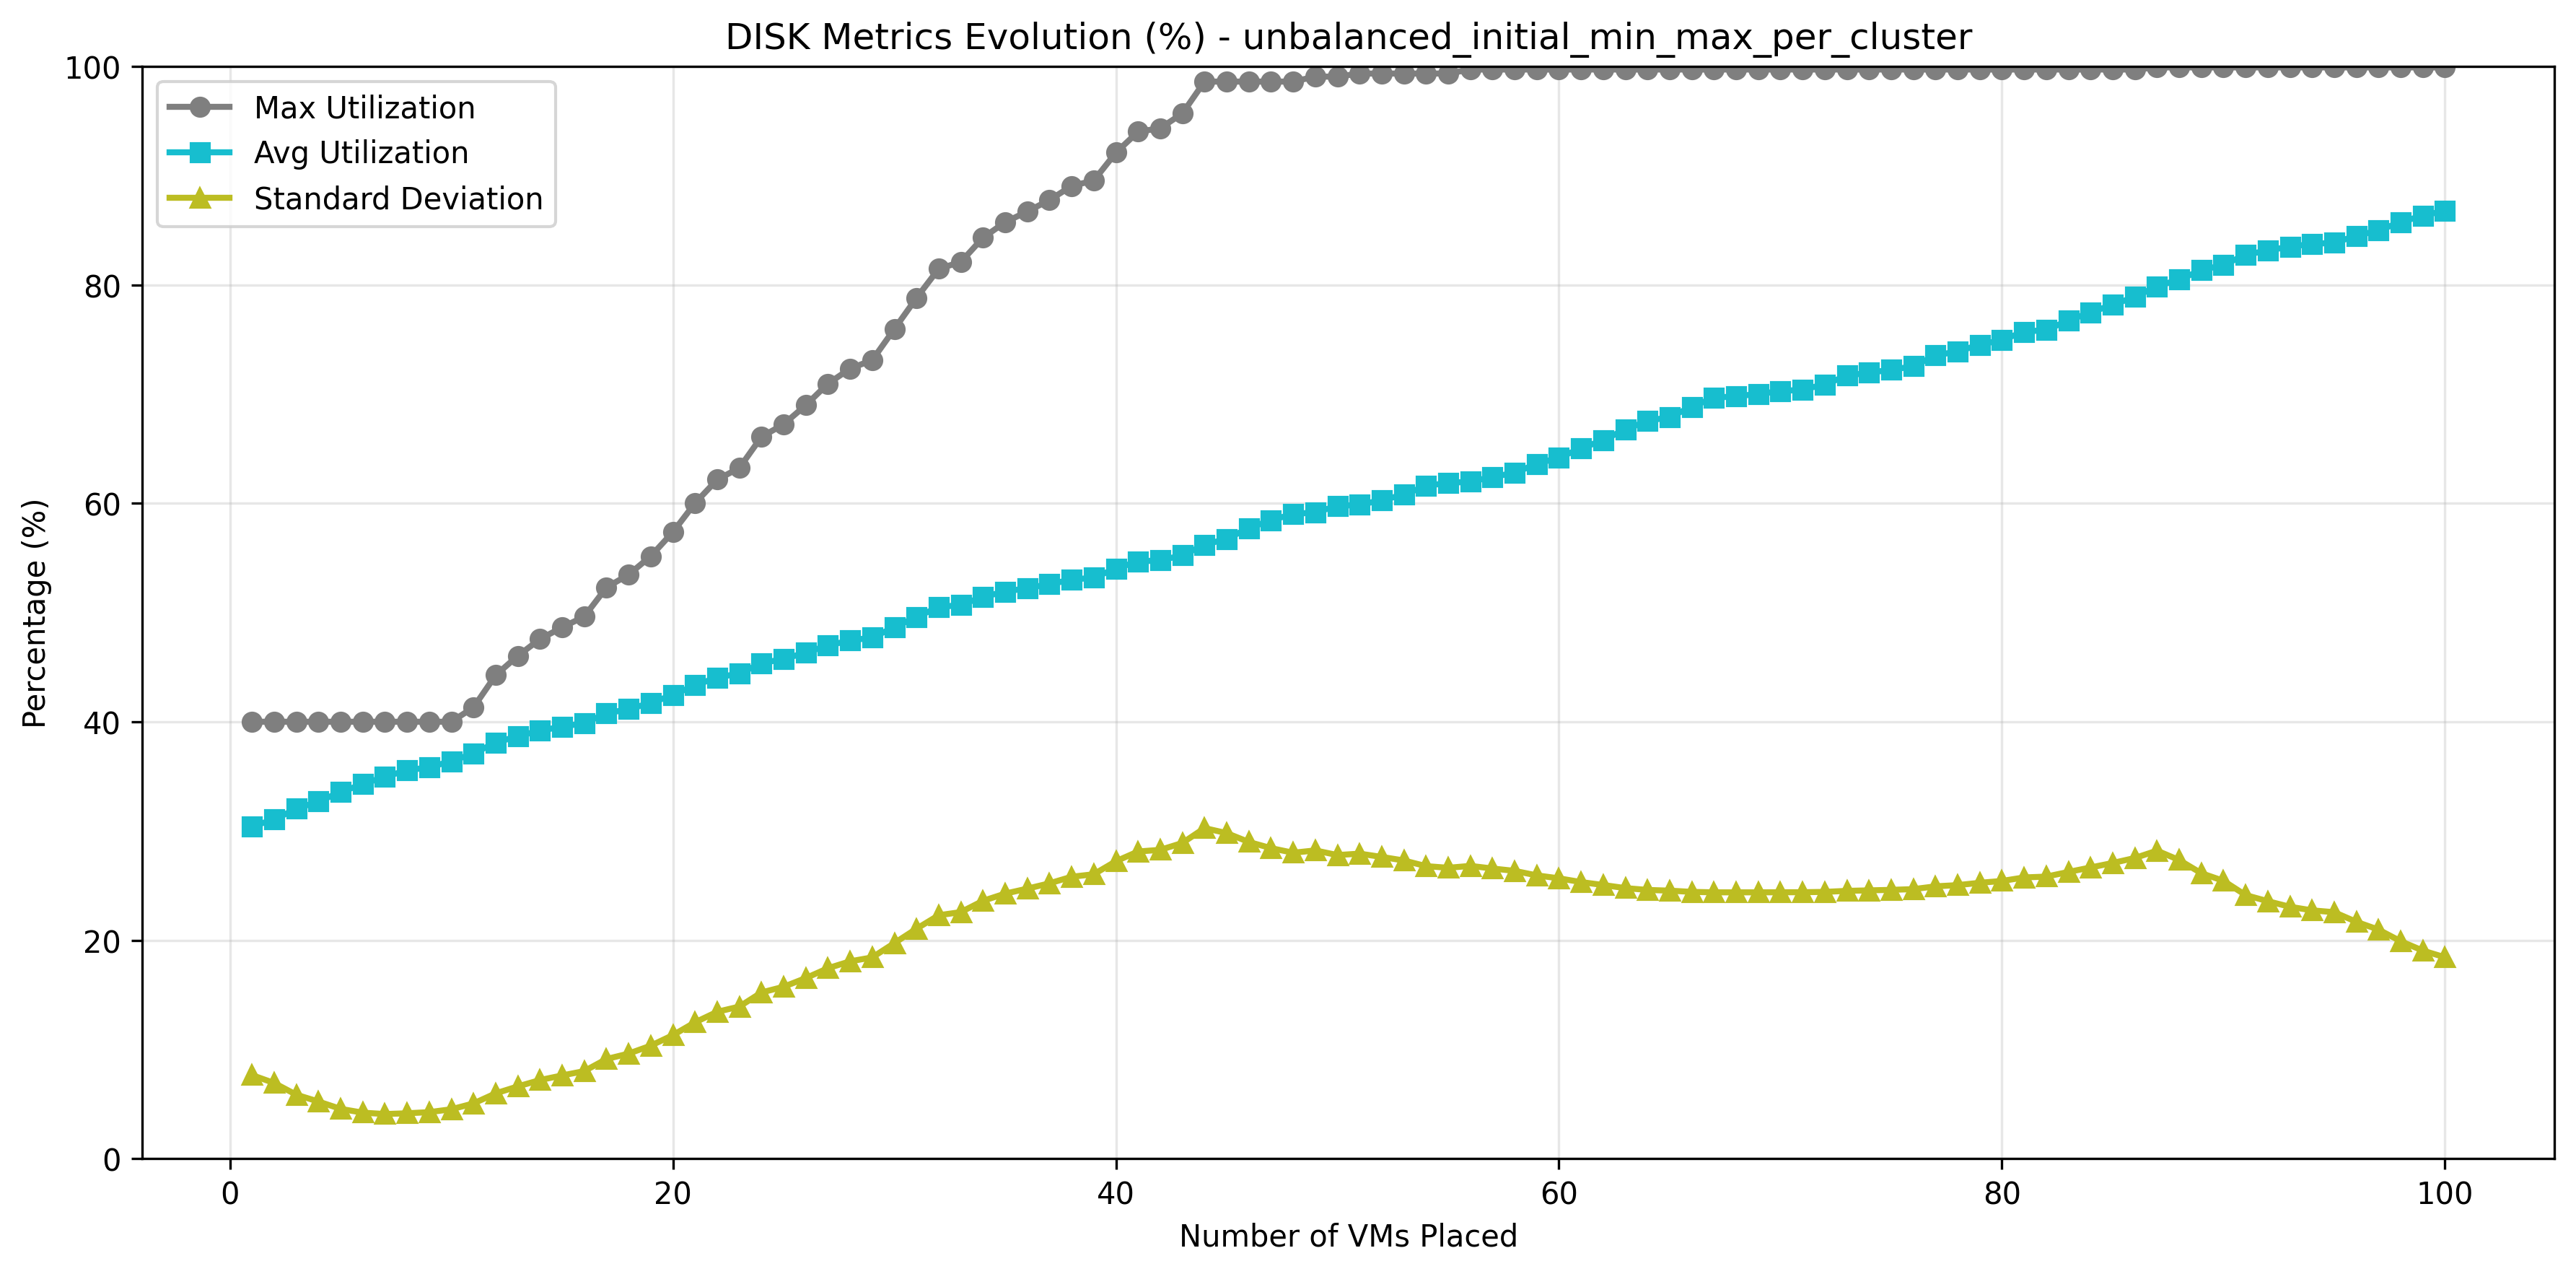 DISK Metrics Evolution (%) - unbalanced_initial_min_max_per_cluster
Max Utilization
Avg Utilization
Standard Deviation
Percentage (%)
100
80
60
40
20
0
0
20
40
60
80
100
Number of VMs Placed